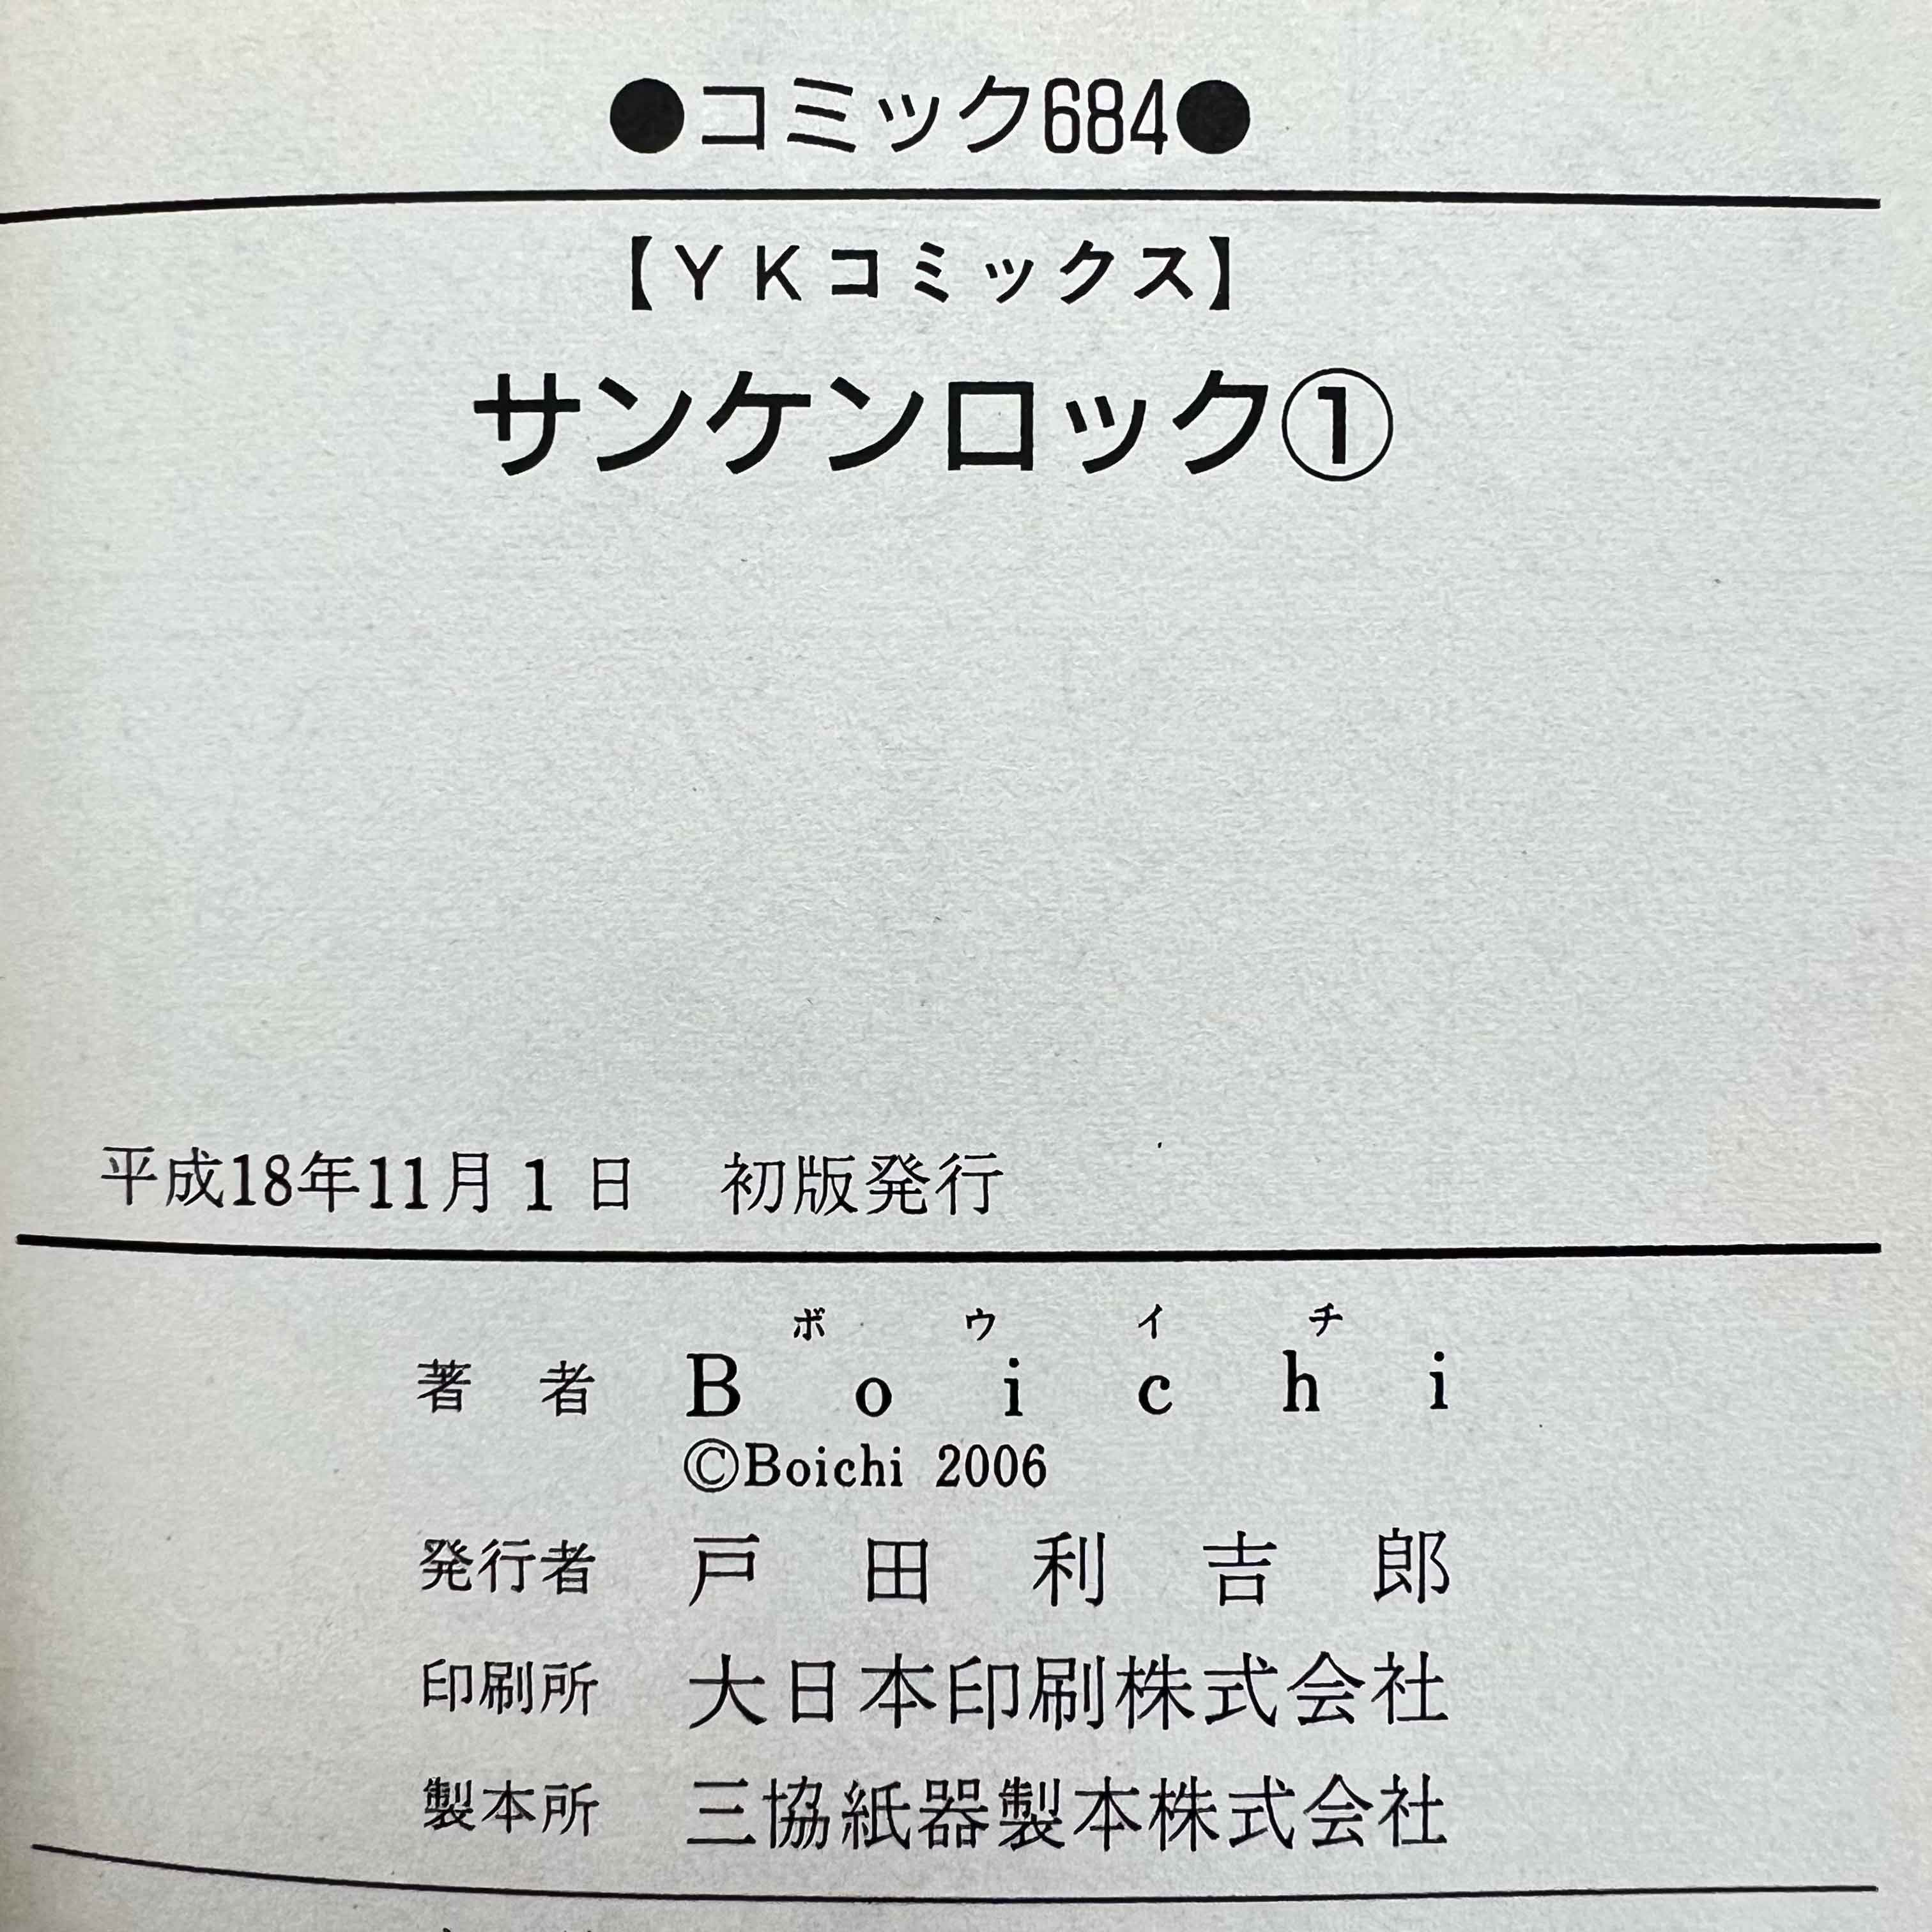 ●コミック684●
【YKコミックス】
サンケンロック①
平成18年11月1日 初版発行
ボウイチ
著者 Boichi
©Boichi 2006
発行者 戸田利吉郎
印刷所 大日本印刷株式会社
製本所 三協紙器製本株式会社